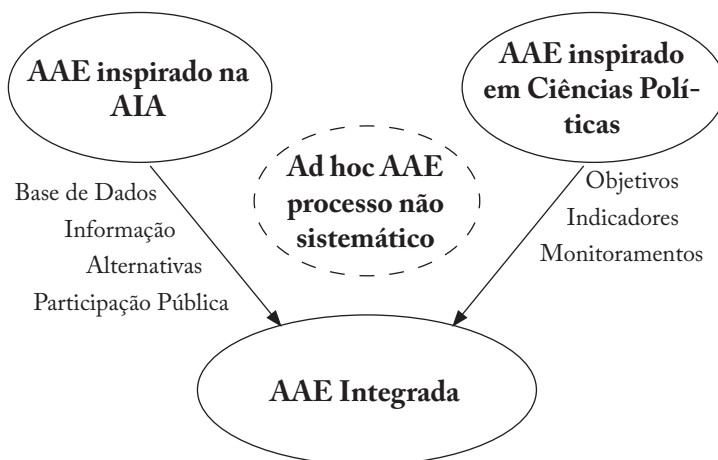 AAE inspirado na
AIA
AAE inspirado
em Ciências Polí-
ticas
Ad hoc AAE
processo não
sistemático
Base de Dados
Informação
Alternativas
Participação Pública
Objetivos
Indicadores
Monitoramentos
AAE Integrada